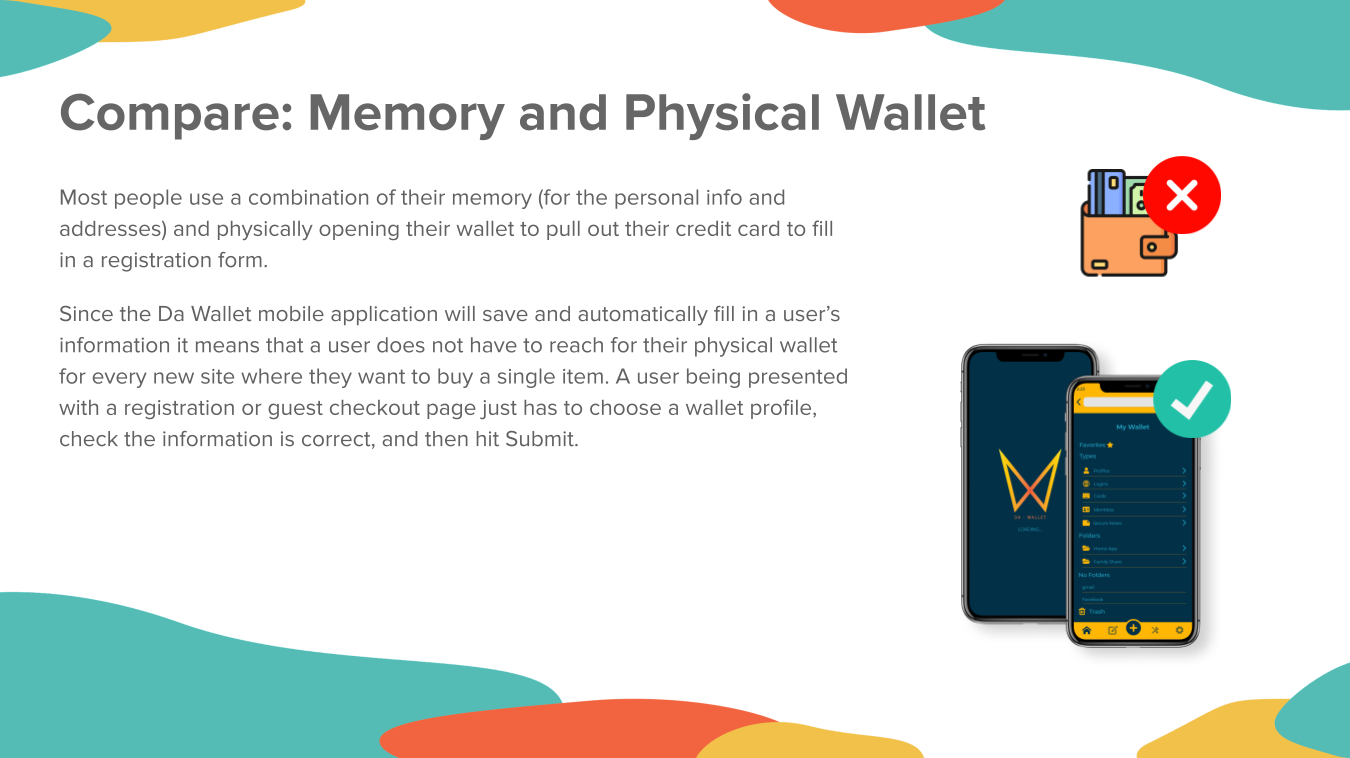 Compare: Memory and Physical Wallet
Most people use a combination of their memory (for the personal info and
addresses) and physically opening their wallet to pull out their credit card to fill
in a registration form.
Since the Da Wallet mobile application will save and automatically fill in a user’s
information it means that a user does not have to reach for their physical wallet
for every new site where they want to buy a single item. A user being presented
with a registration or guest checkout page just has to choose a wallet profile,
check the information is correct, and then hit Submit.
DA - WALLET
LOADING...
My Wallet
Favorites
Types
Profiles
Logins
Cards
Identities
Secure Notes
Folders
Home App
Family Share
No Folders
gmail
Facebook
Trash